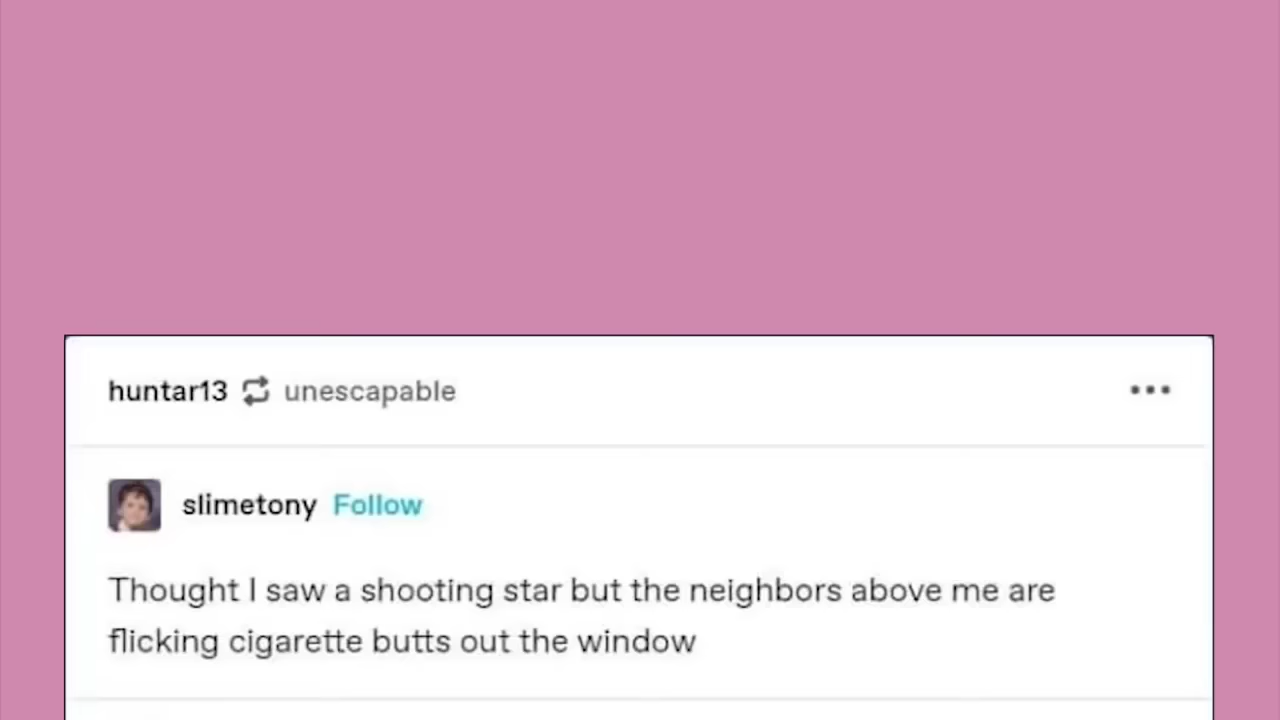 huntar13 unescapable
slimetony Follow
Thought I saw a shooting star but the neighbors above me are
flicking cigarette butts out the window